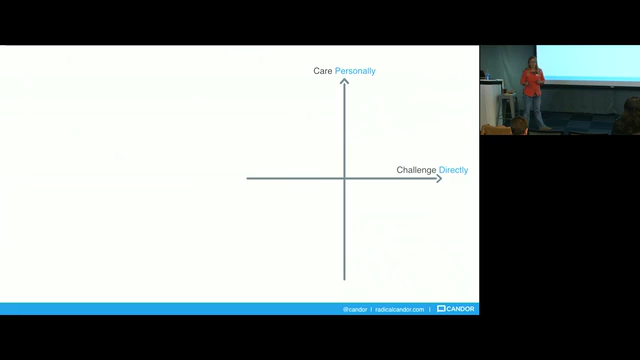 Care Personally
Challenge Directly
@candor | radicalcandor.com | CANDOR